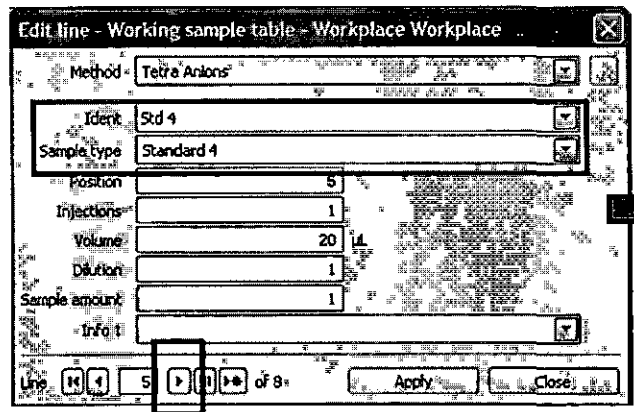 Edit line - Working sample table - Workplace Workplace ..
Method Tetra Anions
Ident Std 4
Sample type Standard 4
Position 5
Injections 1
Volume 20 µL
Dilution 1
Sample amount 1
Info 1
Line 5 of 8
Apply Close